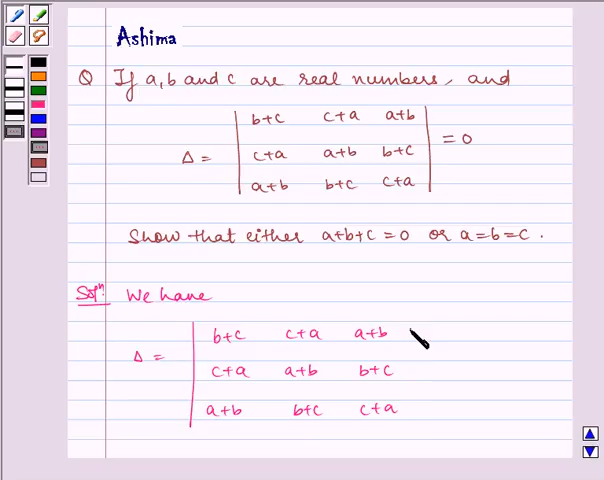 Ashima
Q If a, b and c are real numbers, and
Δ = | b+c c+a a+b |
| c+a a+b b+c | = 0
| a+b b+c c+a |
Show that either a+b+c = 0 or a=b=c.
Solⁿ. We have
Δ = | b+c c+a a+b
| c+a a+b b+c
| a+b b+c c+a